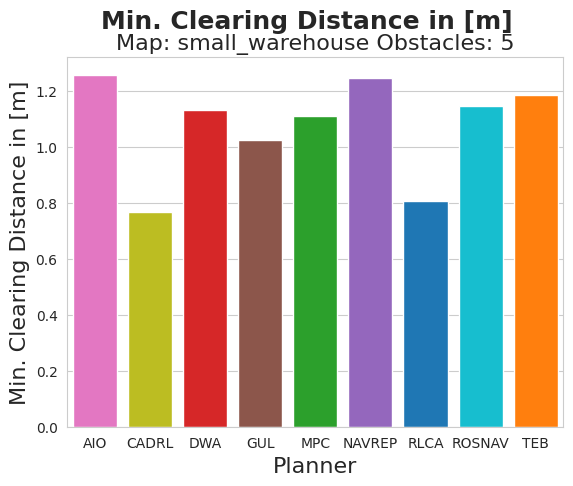 Min. Clearing Distance in [m]
Map: small_warehouse Obstacles: 5
Min. Clearing Distance in [m]
1.2
1.0
0.8
0.6
0.4
0.2
0.0
AIO CADRL DWA GUL MPC NAVREP RLCA ROSNAV TEB
Planner